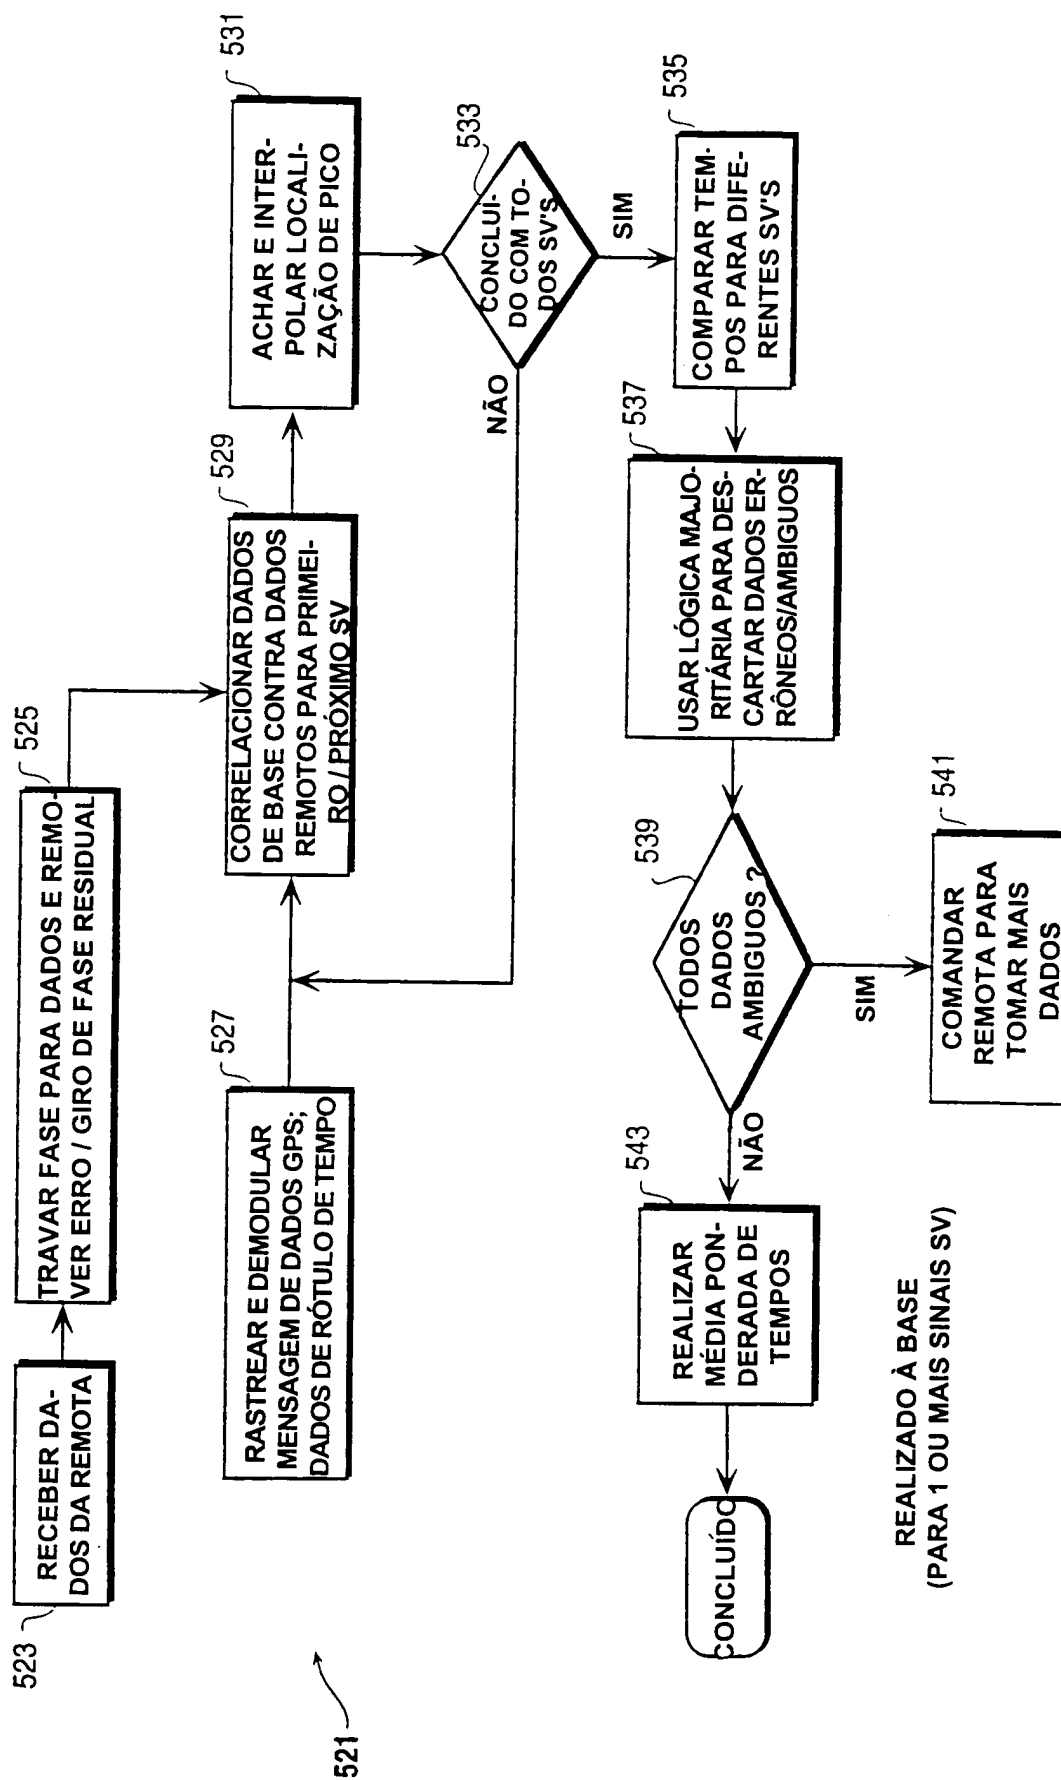 523
RECEBER DA-
DOS DA REMOTA
525
TRAVAR FASE PARA DADOS E REMO-
VER ERRO / GIRO DE FASE RESIDUAL
527
RASTREAR E DEMODULAR
MENSAGEM DE DADOS GPS;
DADOS DE RÓTULO DE TEMPO
529
CORRELACIONAR DADOS
DE BASE CONTRA DADOS
REMOTOS PARA PRIMEI-
RO / PRÓXIMO SV
531
ACHAR E INTER-
POLAR LOCALI-
ZAÇÃO DE PICO
533
CONCLUI-
DO COM TO-
DOS SV'S
NÃO
SIM
535
COMPARAR TEM-
POS PARA DIFE-
RENTES SV'S
537
USAR LÓGICA MAJO-
RITÁRIA PARA DES-
CARTAR DADOS ER-
RÔNEOS/AMBIGUOS
539
TODOS
DADOS
AMBIGUOS ?
SIM
NÃO
541
COMANDAR
REMOTA PARA
TOMAR MAIS
DADOS
543
REALIZAR
MÉDIA PON-
DERADA DE
TEMPOS
CONCLUÍDO
521
REALIZADO À BASE
(PARA 1 OU MAIS SINAIS SV)